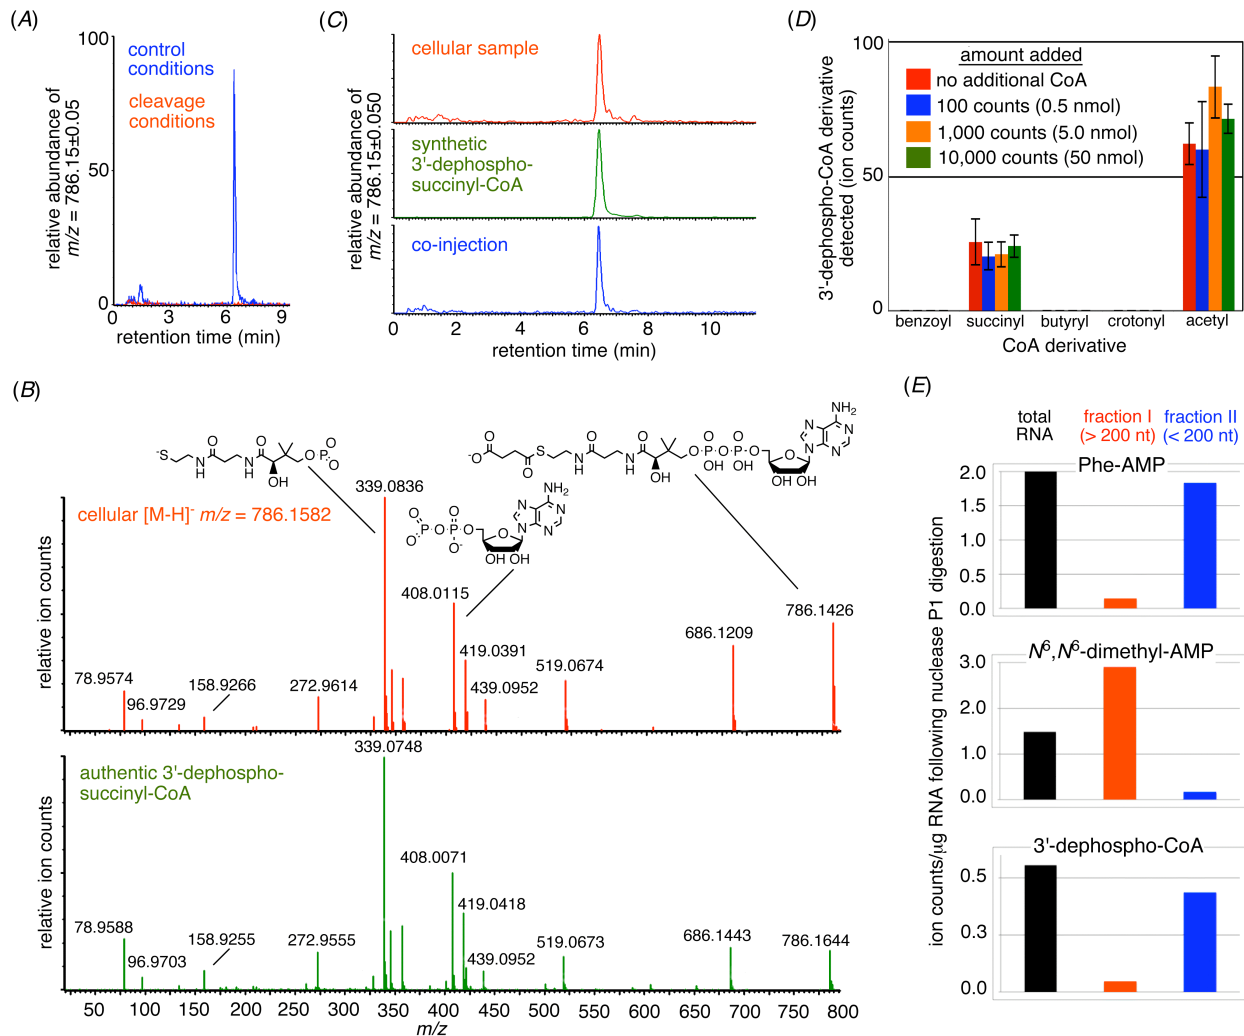 (A)
relative abundance of
m/z = 786.15±0.05
100
50
0
control
conditions
cleavage
conditions
0
3
6
9
retention time (min)
(C)
relative abundance of
m/z = 786.15±0.050
cellular sample
synthetic
3'-dephospho-
succinyl-CoA
co-injection
0
2
4
6
8
10
retention time (min)
(D)
3'-dephospho-CoA derivative
detected (ion counts)
100
50
0
amount added
no additional CoA
100 counts (0.5 nmol)
1,000 counts (5.0 nmol)
10,000 counts (50 nmol)
benzoyl
succinyl
butyryl
crotonyl
acetyl
CoA derivative
(B)
-S
N
H
O
N
H
O
OH
O
P
O
-O
O
O
S
N
H
O
N
H
O
OH
O
P
O
OH
O
P
O
OH
O
O
OH OH
N
N
N
N
NH2
O
P
O
O-
O
P
O
O-
O
O
OH OH
N
N
N
N
NH2
cellular [M-H]- m/z = 786.1582
relative ion counts
78.9574
96.9729
158.9266
272.9614
339.0836
408.0115
419.0391
439.0952
519.0674
686.1209
786.1426
authentic 3'-dephospho-
succinyl-CoA
relative ion counts
78.9588
96.9703
158.9255
272.9555
339.0748
408.0071
419.0418
439.0952
519.0673
686.1443
786.1644
50
100
150
200
250
300
350
400
450
500
550
600
650
700
750
800
m/z
(E)
total
RNA
fraction I
(> 200 nt)
fraction II
(< 200 nt)
ion counts/μg RNA following nuclease P1 digestion
Phe-AMP
2.0
1.0
1.0
0.5
0.0
N6,N6-dimethyl-AMP
3.0
2.0
1.0
0.0
3'-dephospho-CoA
0.5
0.3
0.0